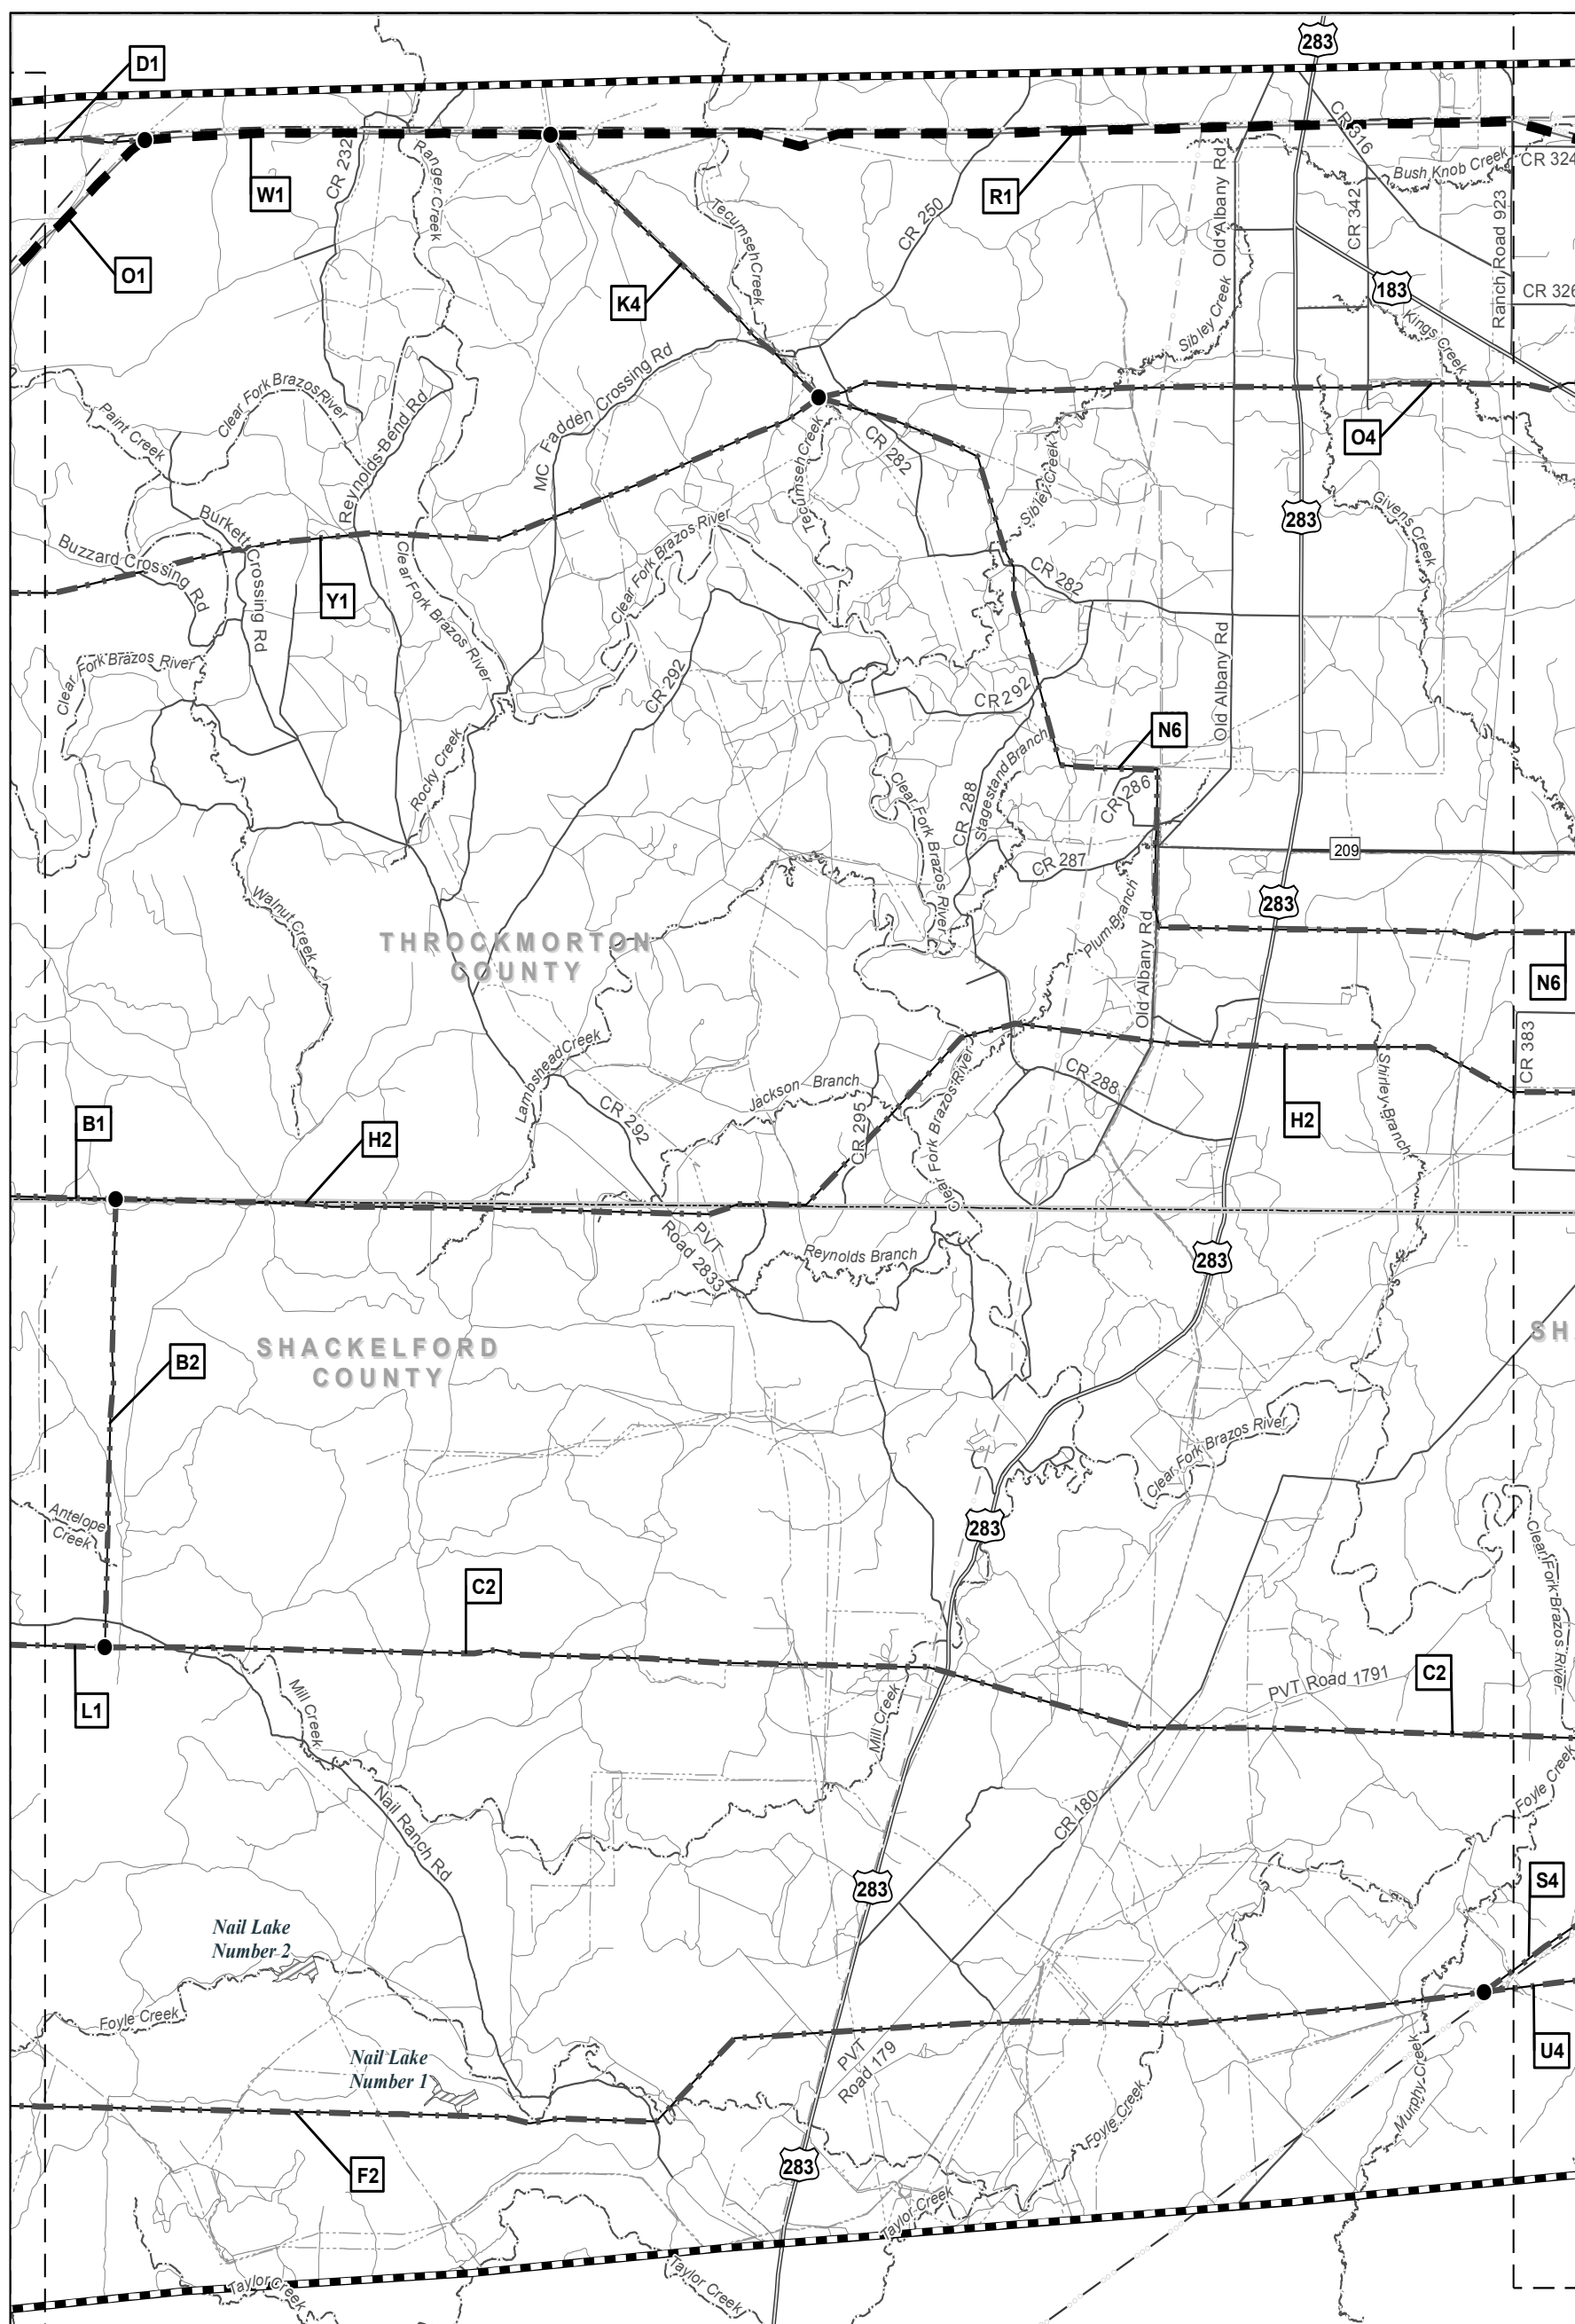 283
D1
CR 316
CR 232
Ranger Creek
Old Albany Rd
Bush Knob Creek
CR 324
W1
R1
Tecumseh Creek
CR 250
CR 342
Ranch Road 923
O1
K4
183
CR 326
Sibley Creek
Kings Creek
MC Fadden Crossing Rd
Clear Fork Brazos River
Paint Creek
Reynolds Bend Rd
O4
CR 282
Tecumseh Creek
Sibley Creek
283
Givens Creek
Burkett Crossing Rd
Buzzard Crossing Rd
Clear Fork Brazos River
Clear Fork Brazos River
CR 282
Y1
Old Albany Rd
Clear Fork Brazos River
CR 292
CR 292
N6
Rocky Creek
Stagestand Branch
CR 288
CR 286
Clear Fork Brazos River
CR 287
209
Walnut Creek
283
Plum Branch
THROCKMORTON
COUNTY
Old Albany Rd
N6
Lambshead Creek
CR 383
Jackson Branch
CR 288
Shirley Branch
CR 292
CR 295
Clear Fork Brazos River
B1
H2
H2
PVT
Road 2833
Reynolds Branch
283
B2
SHACKELFORD
COUNTY
SH
Clear Fork Brazos River
Antelope
Creek
283
Clear Fork Brazos River
C2
L1
PVT Road 1791
C2
Mill Creek
Mill Creek
Nail Ranch Rd
CR 180
Foyle Creek
283
S4
Nail Lake
Number 2
Foyle Creek
Nail Lake
Number 1
PVT
Road 179
U4
Foyle Creek
Murphy Creek
283
F2
Taylor Creek
Taylor Creek
Taylor Creek